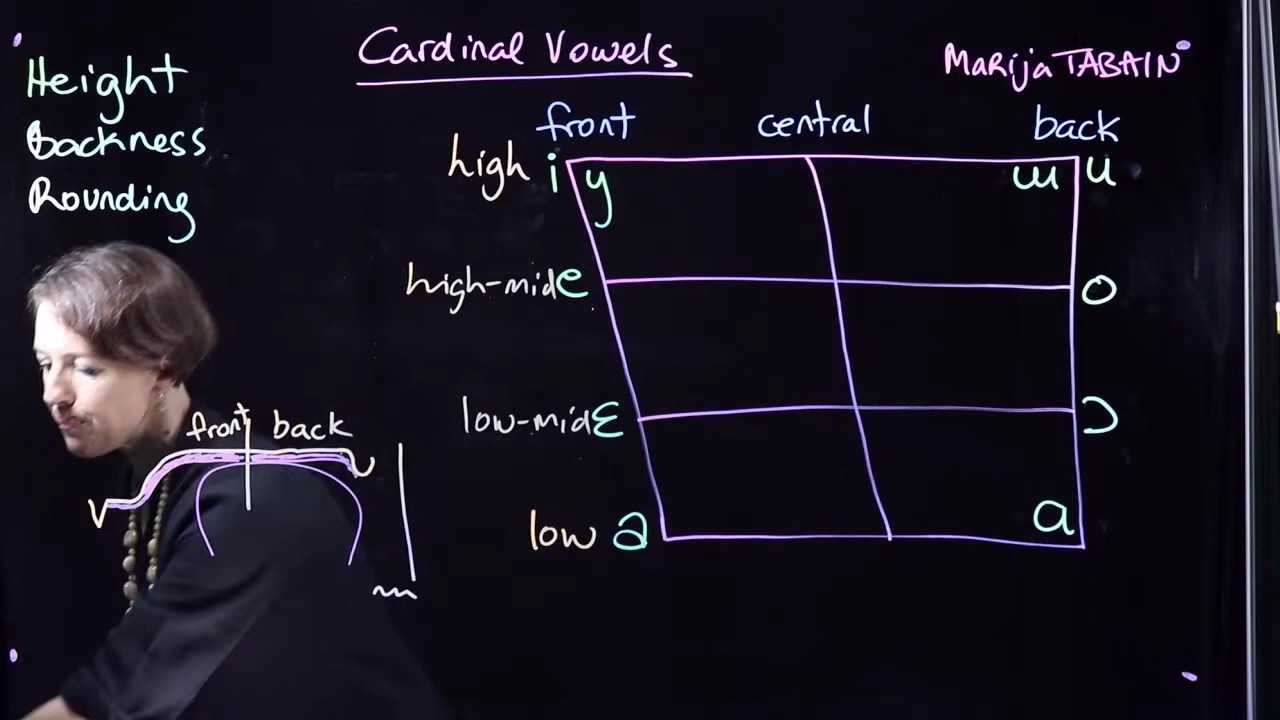 Cardinal Vowels
Marija TABAIN
Height
Backness
Rounding
front central back
high i y ɯ u
high-mid e o
low-mid ɛ ɔ
low a ɑ
front back